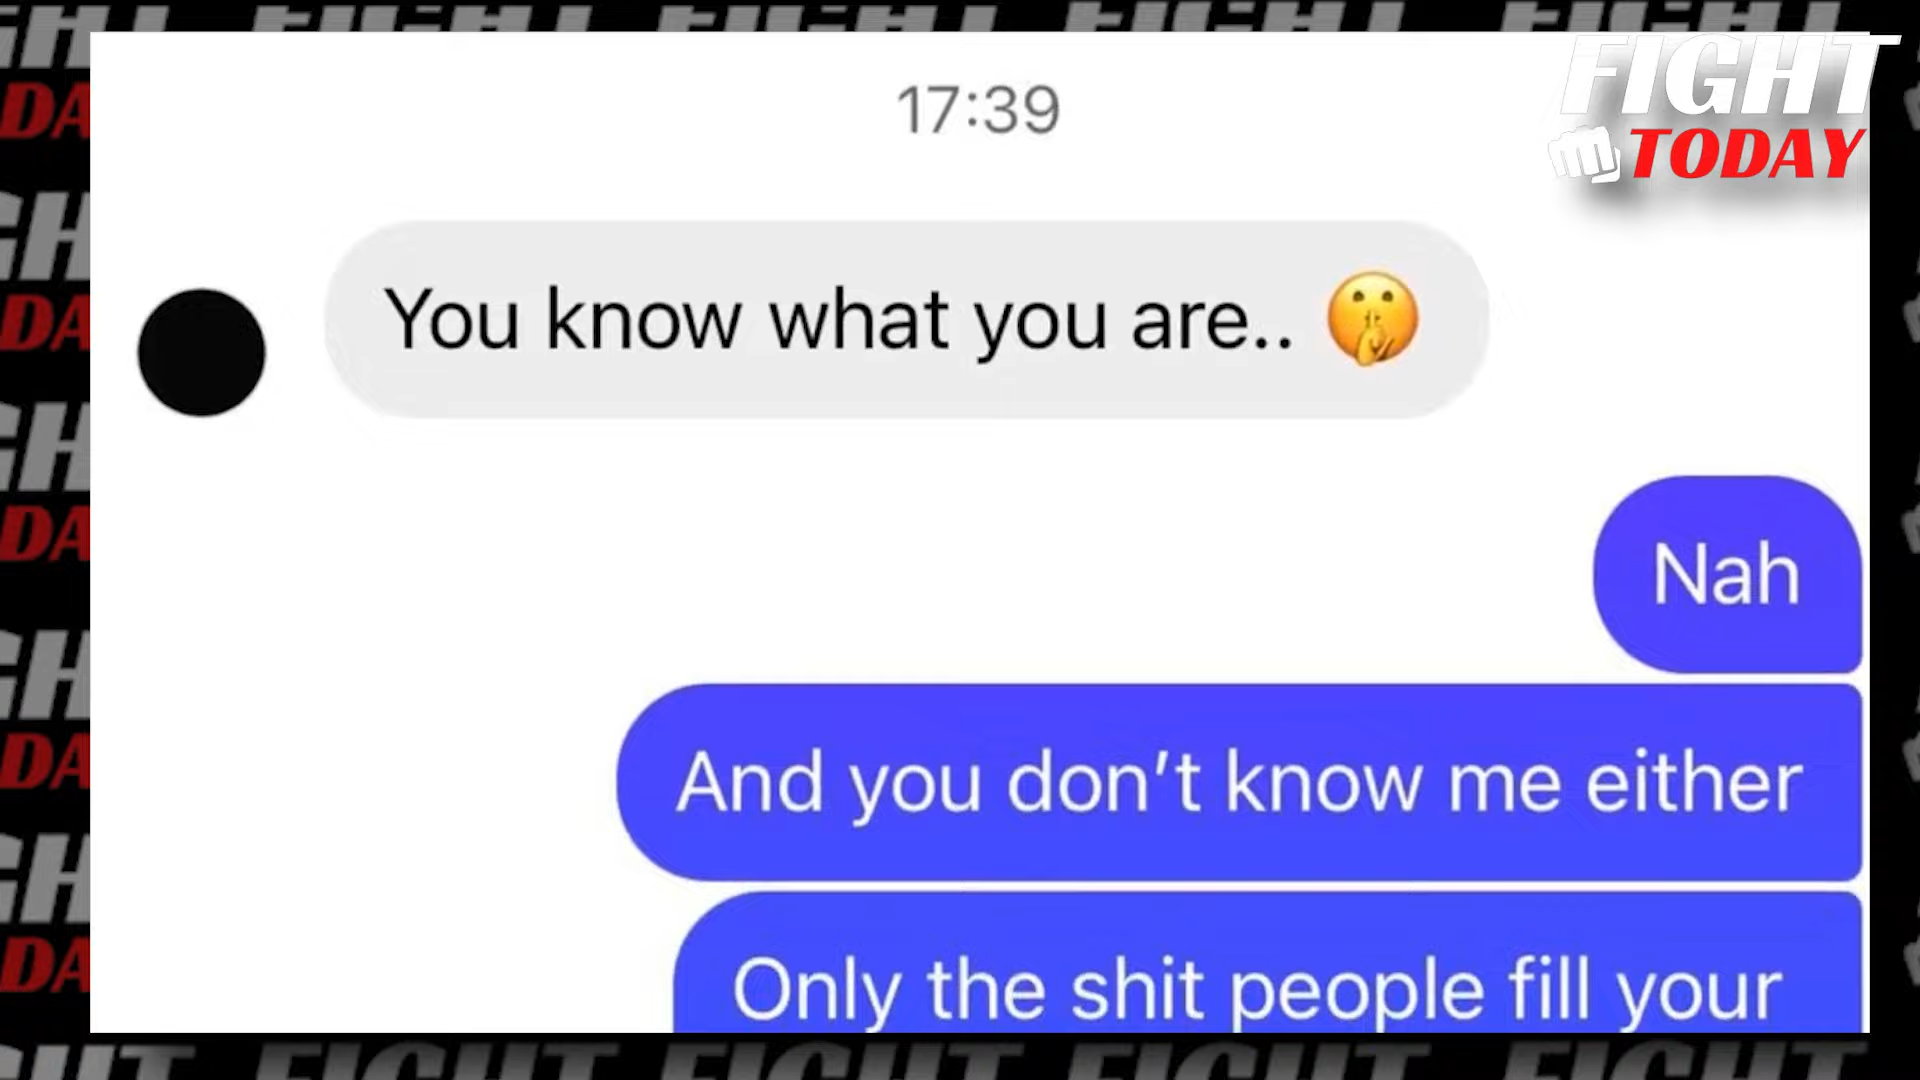 FIGHT
TODAY
17:39
You know what you are.. 🤫
Nah
And you don't know me either
Only the shit people fill your